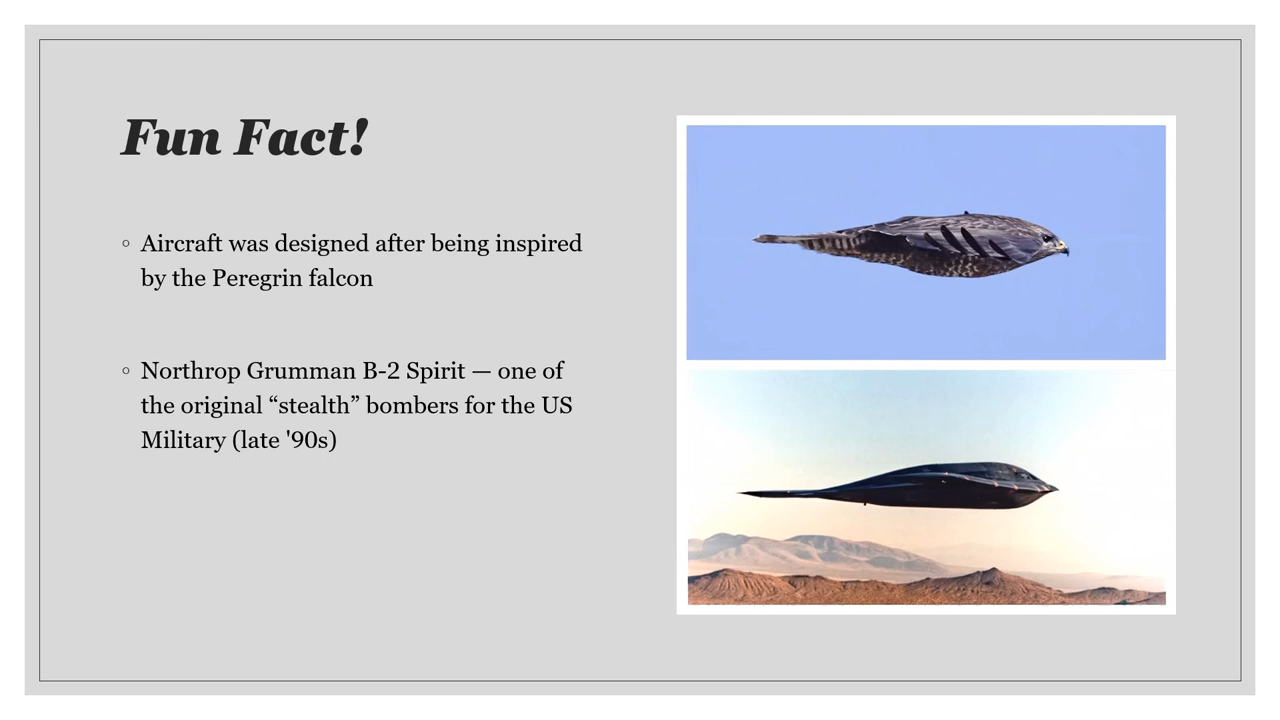 Fun Fact!
Aircraft was designed after being inspired
by the Peregrin falcon
Northrop Grumman B-2 Spirit — one of
the original “stealth” bombers for the US
Military (late '90s)